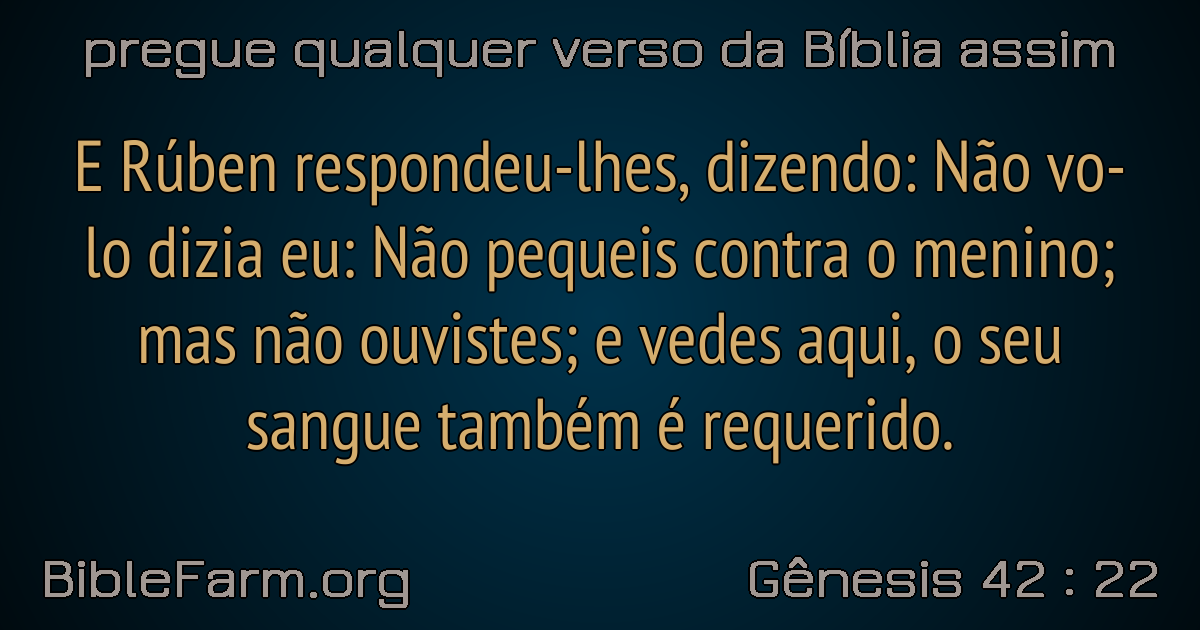 pregue qualquer verso da Bíblia assim
E Rúben respondeu-lhes, dizendo: Não vo-
lo dizia eu: Não pequeis contra o menino;
mas não ouvistes; e vedes aqui, o seu
sangue também é requerido.
BibleFarm.org
Gênesis 42 : 22